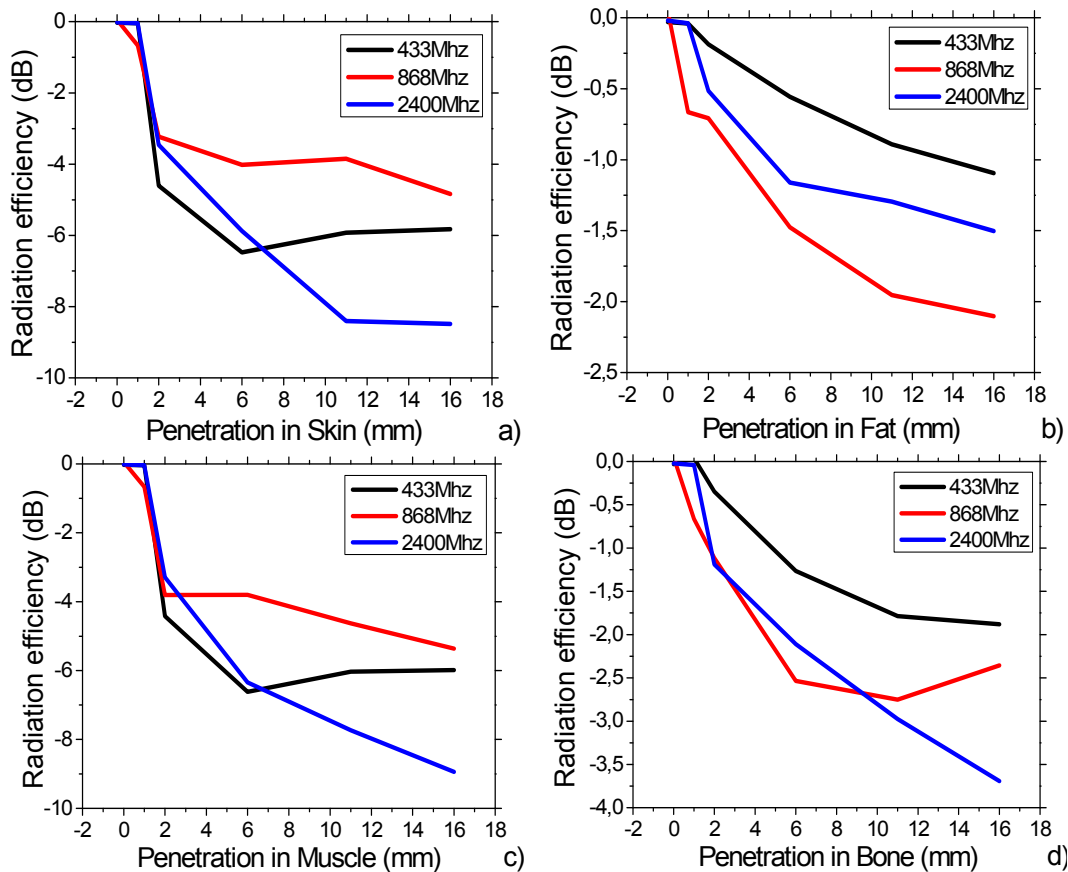 0
-2
-4
-6
-8
-10
Radiation efficiency (dB)
433Mhz
868Mhz
2400Mhz
-2 0 2 4 6 8 10 12 14 16 18
Penetration in Skin (mm)
a)
0,0
-0,5
-1,0
-1,5
-2,0
-2,5
Radiation efficiency (dB)
433Mhz
868Mhz
2400Mhz
-2 0 2 4 6 8 10 12 14 16 18
Penetration in Fat (mm)
b)
0
-2
-4
-6
-8
-10
Radiation efficiency (dB)
433Mhz
868Mhz
2400Mhz
-2 0 2 4 6 8 10 12 14 16 18
Penetration in Muscle (mm)
c)
0,0
-0,5
-1,0
-1,5
-2,0
-2,5
-3,0
-3,5
-4,0
Radiation efficiency (dB)
433Mhz
868Mhz
2400Mhz
-2 0 2 4 6 8 10 12 14 16 18
Penetration in Bone (mm)
d)